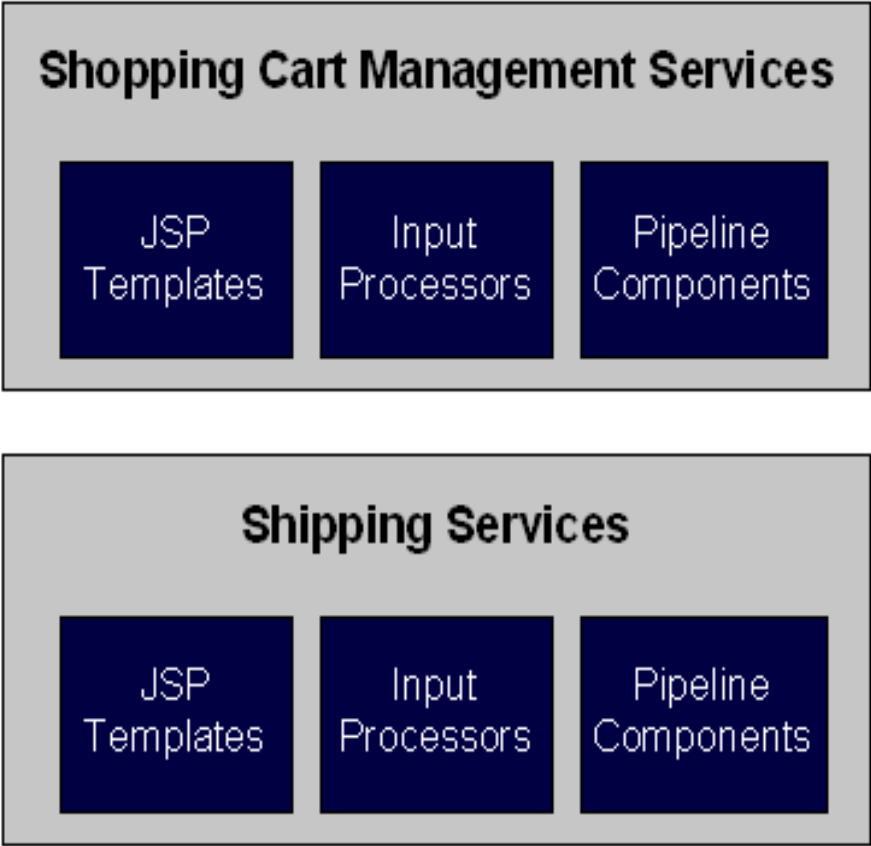 Shopping Cart Management Services
JSP
Templates
Input
Processors
Pipeline
Components
Shipping Services
JSP
Templates
Input
Processors
Pipeline
Components